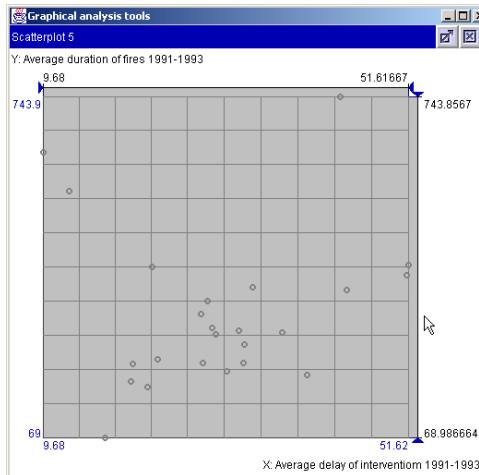 Graphical analysis tools
Scatterplot 5
Y: Average duration of fires 1991-1993
9.68 51.61667
743.9 743.8567
69 68.986664
9.68 51.62
X: Average delay of interventiom 1991-1993